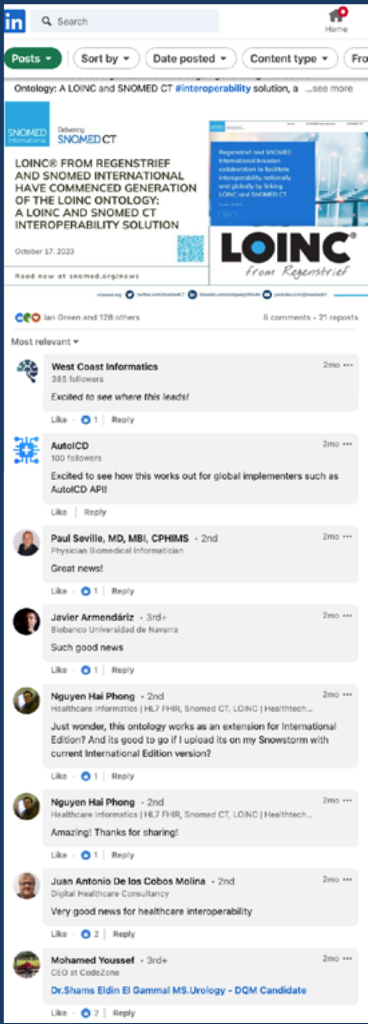 in
Search
Home
Posts
Sort by
Date posted
Content type
Fro
Ontology: A LOINC and SNOMED CT #interoperability solution, a ...see more
SNOMED
International
Delivering
SNOMED CT
LOINC® FROM REGENSTRIEF
AND SNOMED INTERNATIONAL
HAVE COMMENCED GENERATION
OF THE LOINC ONTOLOGY:
A LOINC AND SNOMED CT
INTEROPERABILITY SOLUTION
October 17, 2023
Read now at snomed.org/news
Regenstrief and SNOMED
International broaden
collaboration to facilitate
interoperability nationally
and globally by linking
LOINC and SNOMED CT
LOINC®
from Regenstrief
Ian Green and 128 others
8 comments · 21 reposts
Most relevant
West Coast Informatics
2mo •••
385 followers
Excited to see where this leads!
Like · 1 | Reply
AutoICD
2mo •••
100 followers
Excited to see how this works out for global implementers such as
AutoICD API!
Like | Reply
Paul Seville, MD, MBI, CPHIMS · 2nd
2mo •••
Physician Biomedical Informatician
Great news!
Like · 1 | Reply
Javier Armendáriz · 3rd+
2mo •••
Biobanco Universidad de Navarra
Such good news
Like · 1 | Reply
Nguyen Hai Phong · 2nd
2mo •••
Healthcare Informatics | HL7 FHIR, Snomed CT, LOINC | Healthtech...
Just wonder, this ontology works as an extension for International
Edition? And its good to go if I upload its on my Snowstorm with
current International Edition version?
Like · 1 | Reply
Nguyen Hai Phong · 2nd
2mo •••
Healthcare Informatics | HL7 FHIR, Snomed CT, LOINC | Healthtech...
Amazing! Thanks for sharing!
Like · 1 | Reply
Juan Antonio De los Cobos Molina · 2nd
2mo •••
Digital Healthcare Consultancy
Very good news for healthcare interoperability
Like · 2 | Reply
Mohamed Youssef · 3rd+
2mo •••
CEO at CodeZone
Dr.Shams Eldin El Gammal MS.Urology - DQM Candidate
Like · 2 | Reply